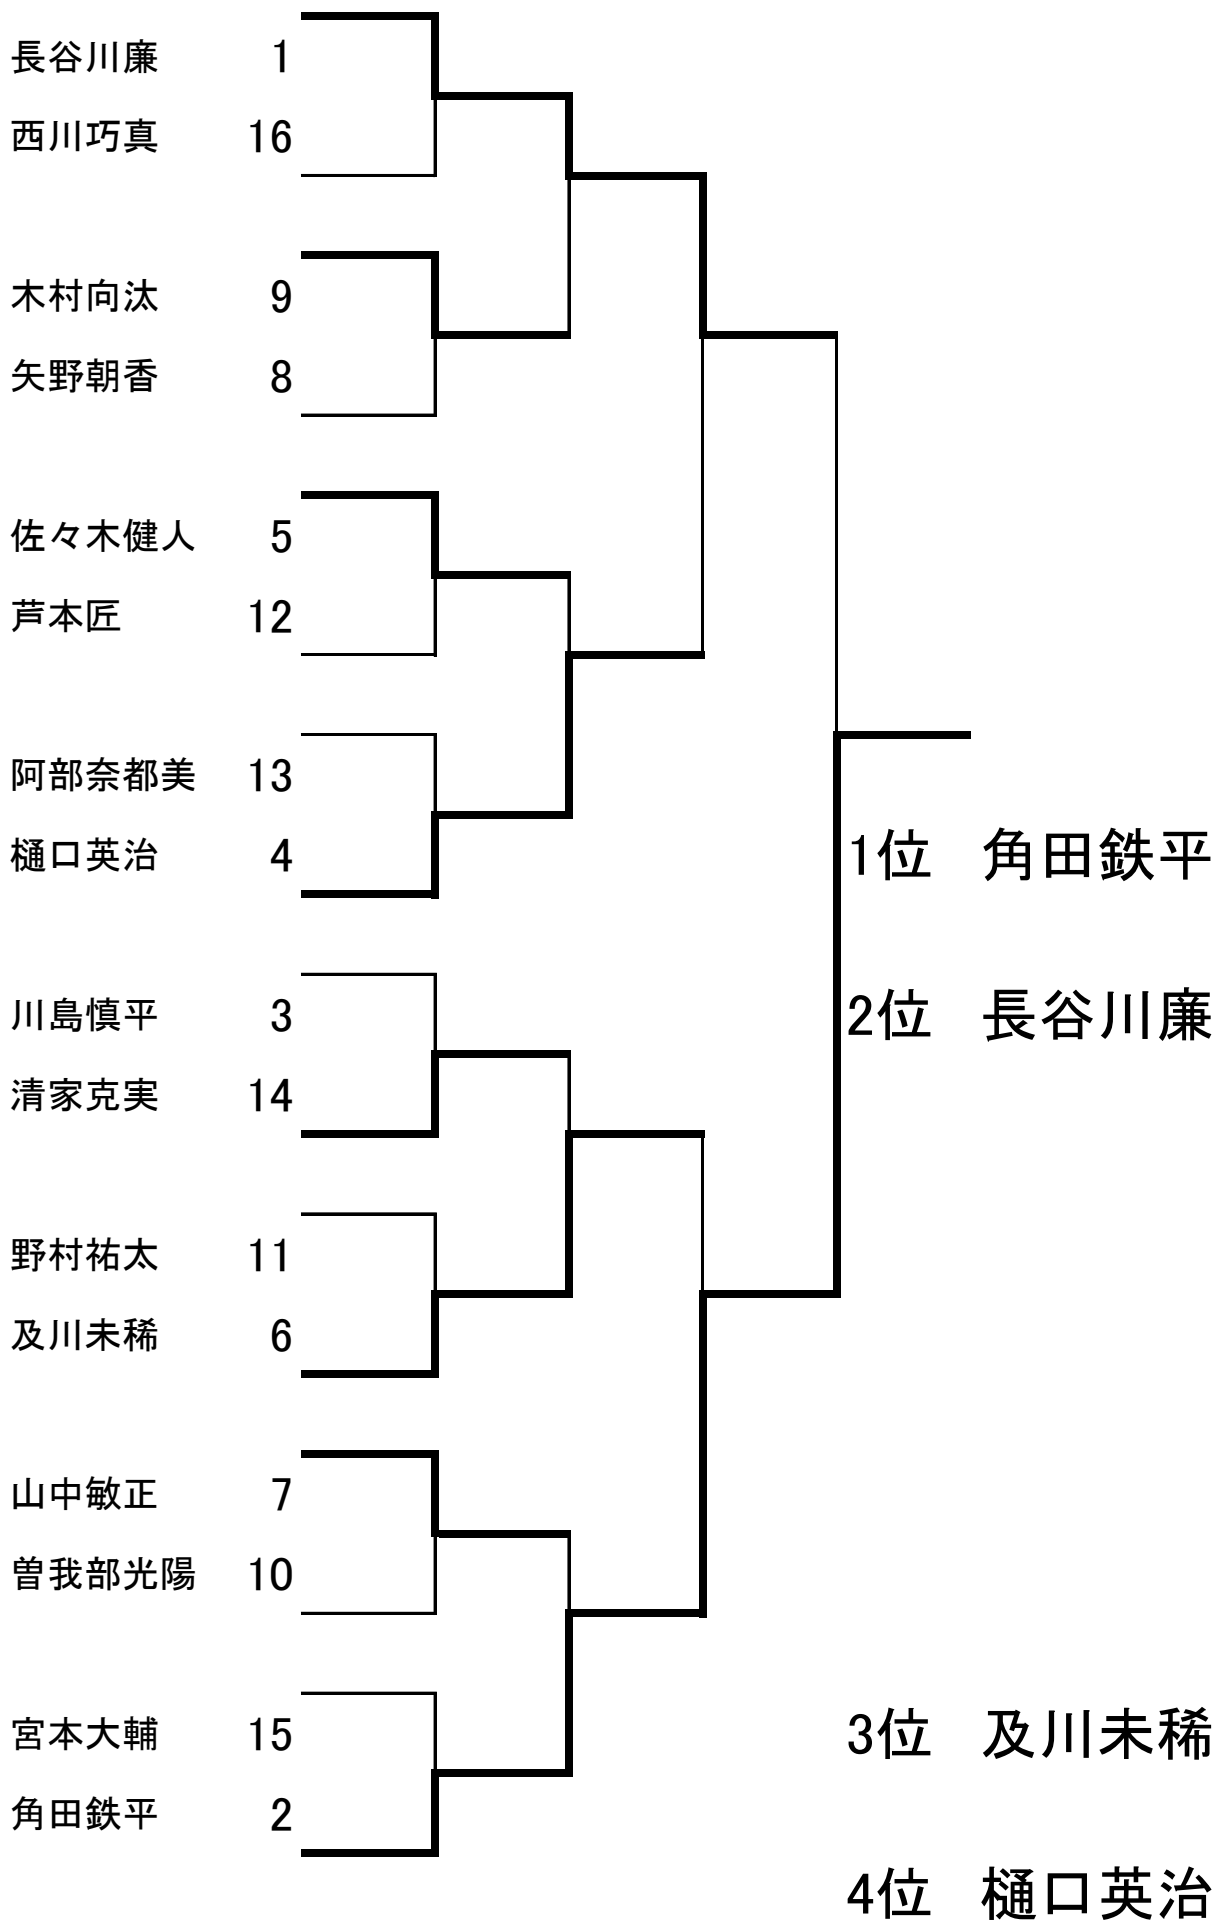 長谷川廉 1
西川巧真 16
木村向汰 9
矢野朝香 8
佐々木健人 5
芦本匠 12
阿部奈都美 13
樋口英治 4
1位 角田鉄平
川島慎平 3
2位 長谷川廉
清家克実 14
野村祐太 11
及川未稀 6
山中敏正 7
曽我部光陽 10
宮本大輔 15
3位 及川未稀
角田鉄平 2
4位 樋口英治